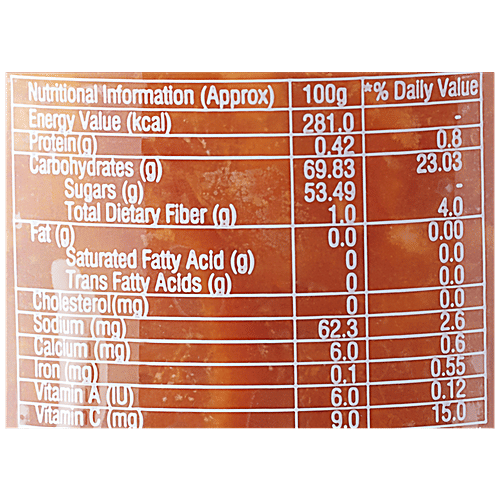 Nutritional Information (Approx) 100g *% Daily Value
Energy Value (kcal) 281.0 -
Protein(g) 0.42 0.8
Carbohydrates (g) 69.83 23.03
Sugars (g) 53.49 -
Total Dietary Fiber (g) 1.0 4.0
Fat (g) 0.0 0.00
Saturated Fatty Acid (g) 0 0.0
Trans Fatty Acids (g) 0 0.0
Cholesterol(mg) 0 0.0
Sodium (mg) 62.3 2.6
Calcium (mg) 6.0 0.6
Iron (mg) 0.1 0.55
Vitamin A (IU) 6.0 0.12
Vitamin C (mg) 9.0 15.0